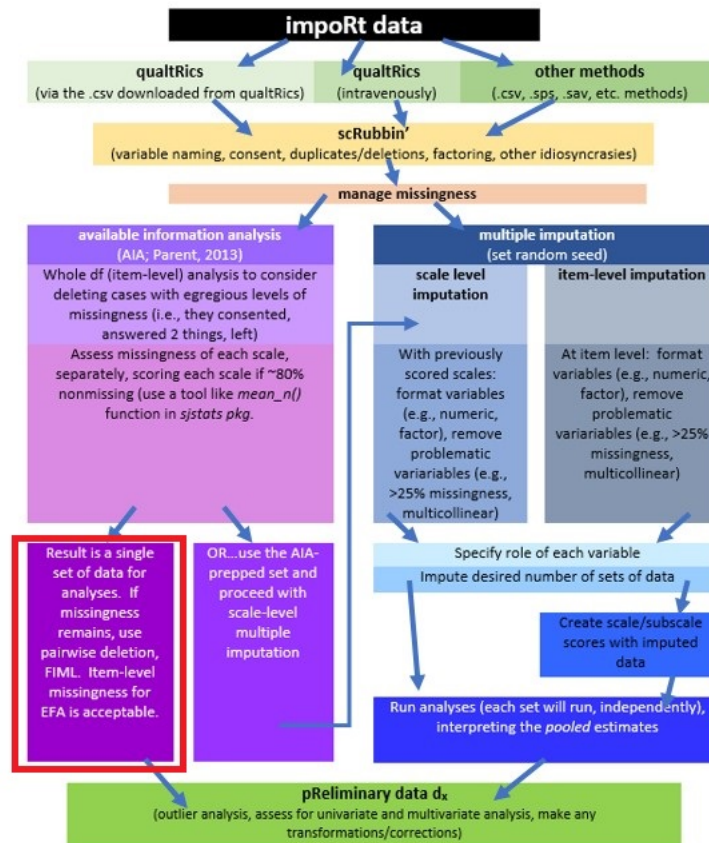 impoRt data
qualtRics
(via the .csv downloaded from qualtRics)
qualtRics
(intravenously)
other methods
(.csv, .sps, .sav, etc. methods)
scRubbin’
(variable naming, consent, duplicates/deletions, factoring, other idiosyncrasies)
manage missingness
available information analysis
(AIA; Parent, 2013)
Whole df (item-level) analysis to consider
deleting cases with egregious levels of
missingness (i.e., they consented,
answered 2 things, left)
Assess missingness of each scale,
separately, scoring each scale if ~80%
nonmissing (use a tool like mean_n()
function in sjstats pkg.
multiple imputation
(set random seed)
scale level
imputation
With previously
scored scales:
format variables
(e.g., numeric,
factor), remove
problematic
varariables (e.g.,
>25% missingness,
multicollinear)
item-level imputation
At item level:  format
variables (e.g., numeric,
factor), remove
problematic
varariables (e.g., >25%
missingness,
multicollinear)
Result is a single
set of data for
analyses.  If
missingness
remains, use
pairwise deletion,
FIML.  Item-level
missingness for
EFA is acceptable.
OR...use the AIA-
prepped set and
proceed with
scale-level
multiple
imputation
Specify role of each variable
Impute desired number of sets of data
Create scale/subscale
scores with imputed
data
Run analyses (each set will run, independently),
interpreting the pooled estimates
pReliminary data dx
(outlier analysis, assess for univariate and multivariate analysis, make any
transformations/corrections)